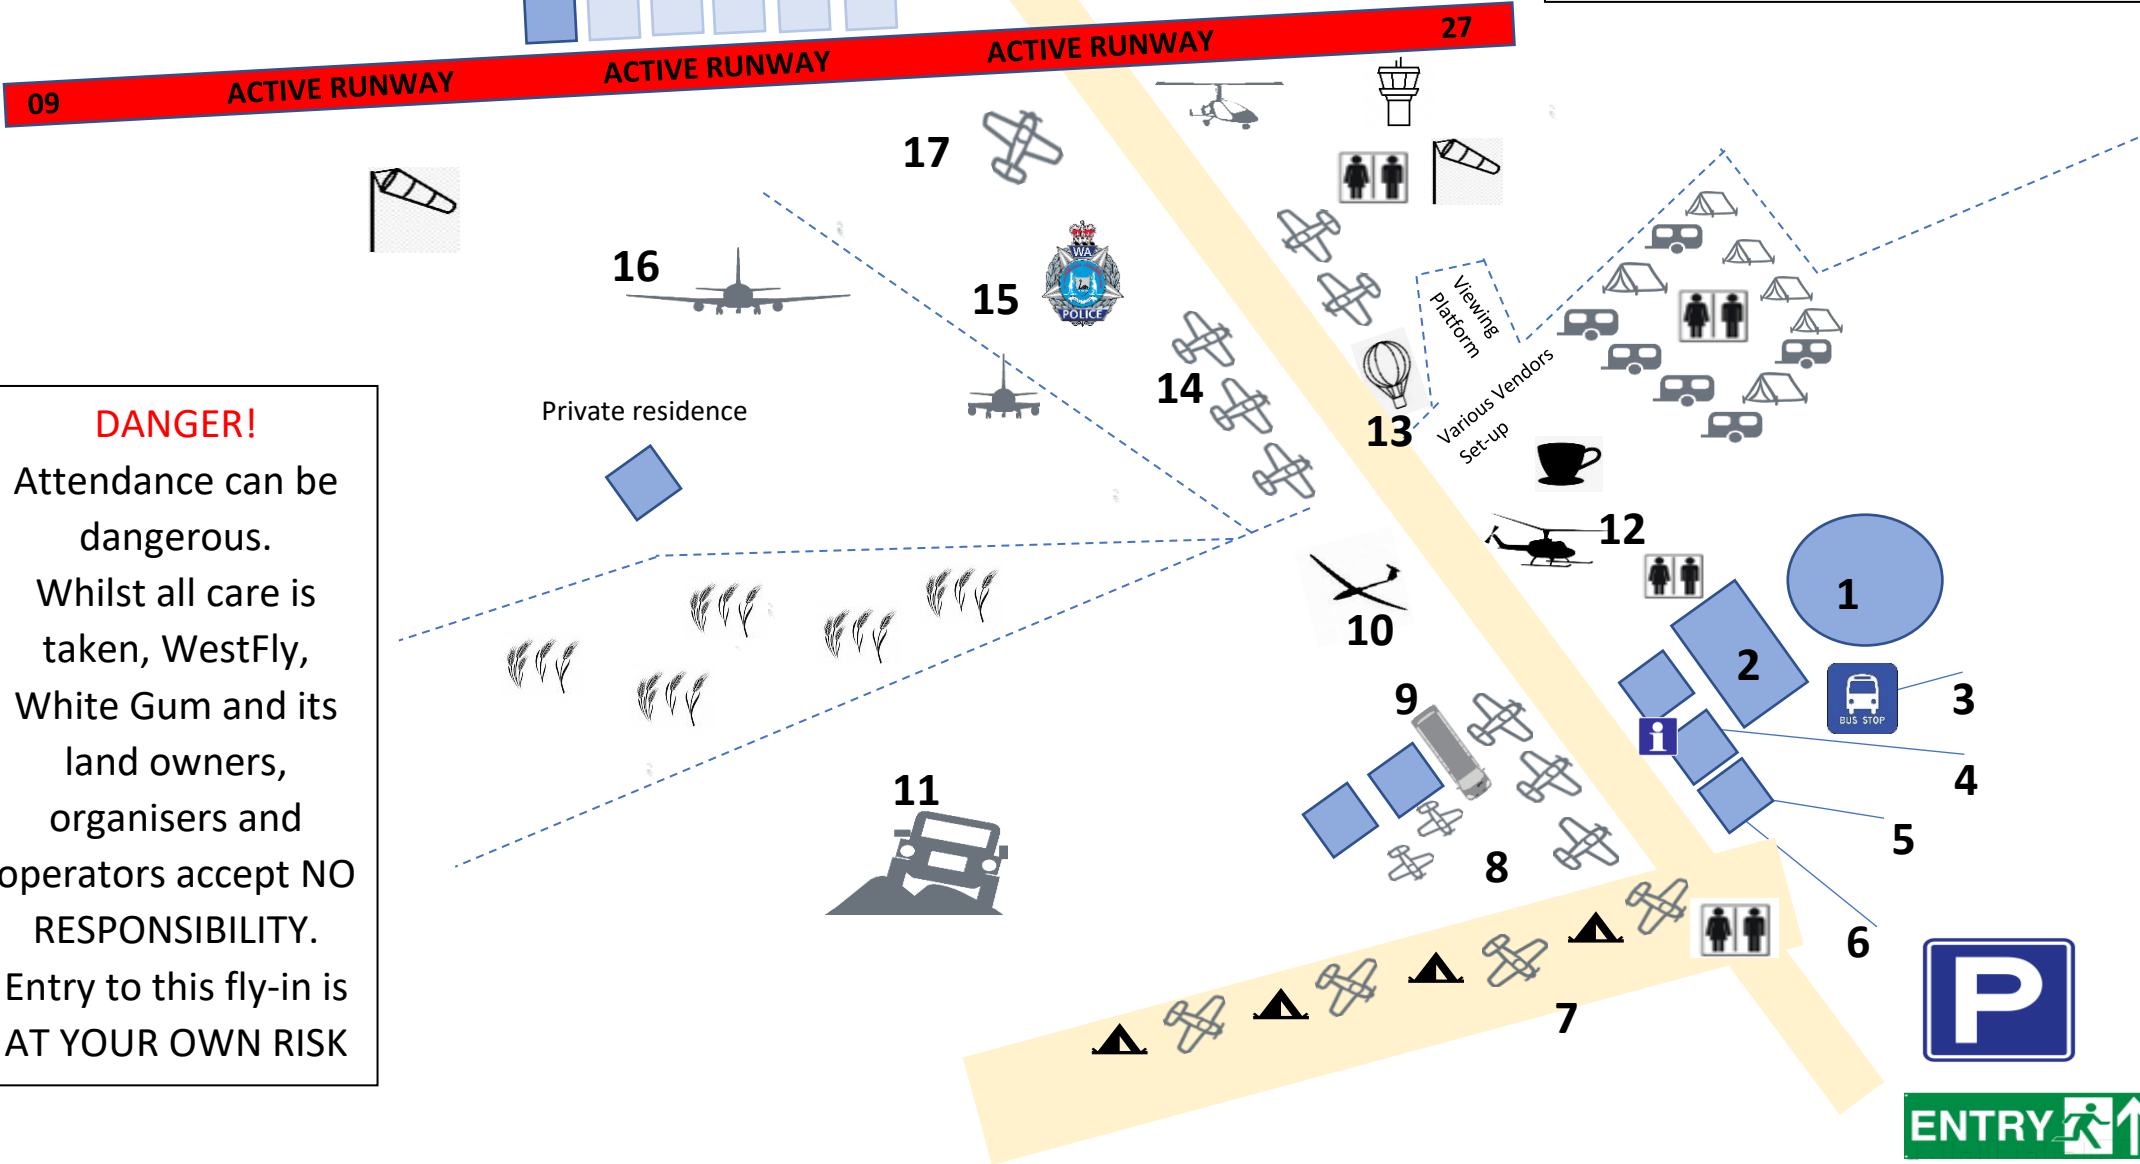 27
ACTIVE RUNWAY
ACTIVE RUNWAY
ACTIVE RUNWAY
09
17
16
15
WA
POLICE
14
13
Viewing
Platform
Various Vendors
Set-up
Private residence
DANGER!
Attendance can be
dangerous.
Whilst all care is
taken, WestFly,
White Gum and its
land owners,
organisers and
operators accept NO
RESPONSIBILITY.
Entry to this fly-in is
AT YOUR OWN RISK
12
1
10
2
9
BUS STOP
3
i
4
11
5
8
6
7
P
ENTRY